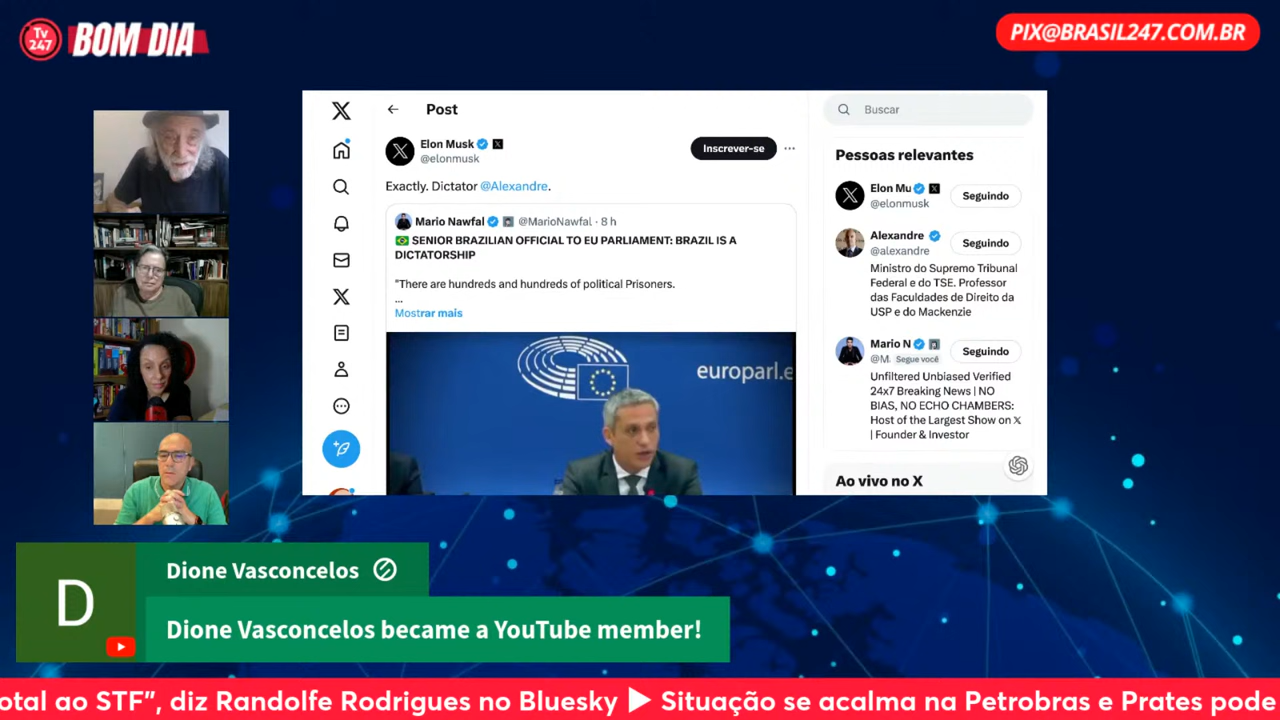 Tv 247
BOM DIA
PIX@BRASIL247.COM.BR
Post
Buscar
Elon Musk
@elonmusk
Inscrever-se
Exactly. Dictator @Alexandre.
Mario Nawfal @MarioNawfal · 8 h
SENIOR BRAZILIAN OFFICIAL TO EU PARLIAMENT: BRAZIL IS A
DICTATORSHIP
"There are hundreds and hundreds of political Prisoners.
...
Mostrar mais
europarl.e
Pessoas relevantes
Elon Mu
@elonmusk
Seguindo
Alexandre
@alexandre
Seguindo
Ministro do Supremo Tribunal
Federal e do TSE. Professor
das Faculdades de Direito da
USP e do Mackenzie
Mario N
@M. Segue você
Seguindo
Unfiltered Unbiased Verified
24x7 Breaking News | NO
BIAS, NO ECHO CHAMBERS:
Host of the Largest Show on 𝕏
| Founder & Investor
Ao vivo no X
D
Dione Vasconcelos
Dione Vasconcelos became a YouTube member!
otal ao STF”, diz Randolfe Rodrigues no Bluesky ▶ Situação se acalma na Petrobras e Prates pode